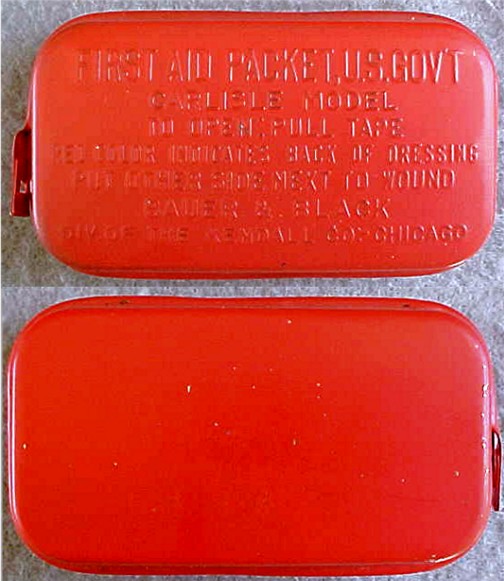 FIRST AID PACKET, U.S. GOV'T
CARLISLE MODEL
TO OPEN; PULL TAPE
RED COLOR INDICATES BACK OF DRESSING
PUT OTHER SIDE NEXT TO WOUND
BAUER & BLACK
DIV. OF THE KENDALL CO.-CHICAGO